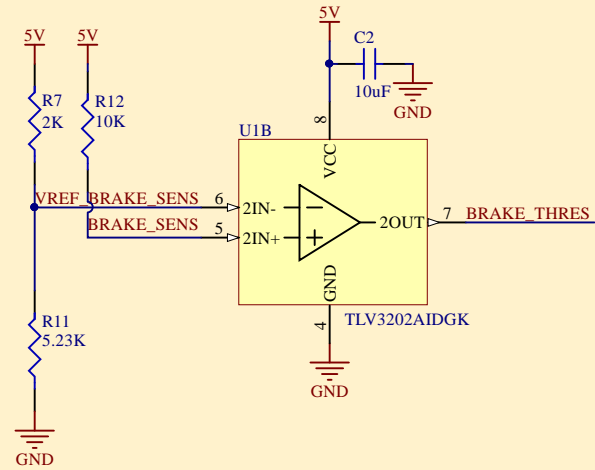 5V
5V
5V
C2
10uF
GND
R7
2K
R12
10K
U1B
8
VCC
VREF_BRAKE_SENS
6
2IN-
BRAKE_SENS
5
2IN+
2OUT
7
BRAKE_THRES
GND
4
TLV3202AIDGK
R11
5.23K
GND
GND